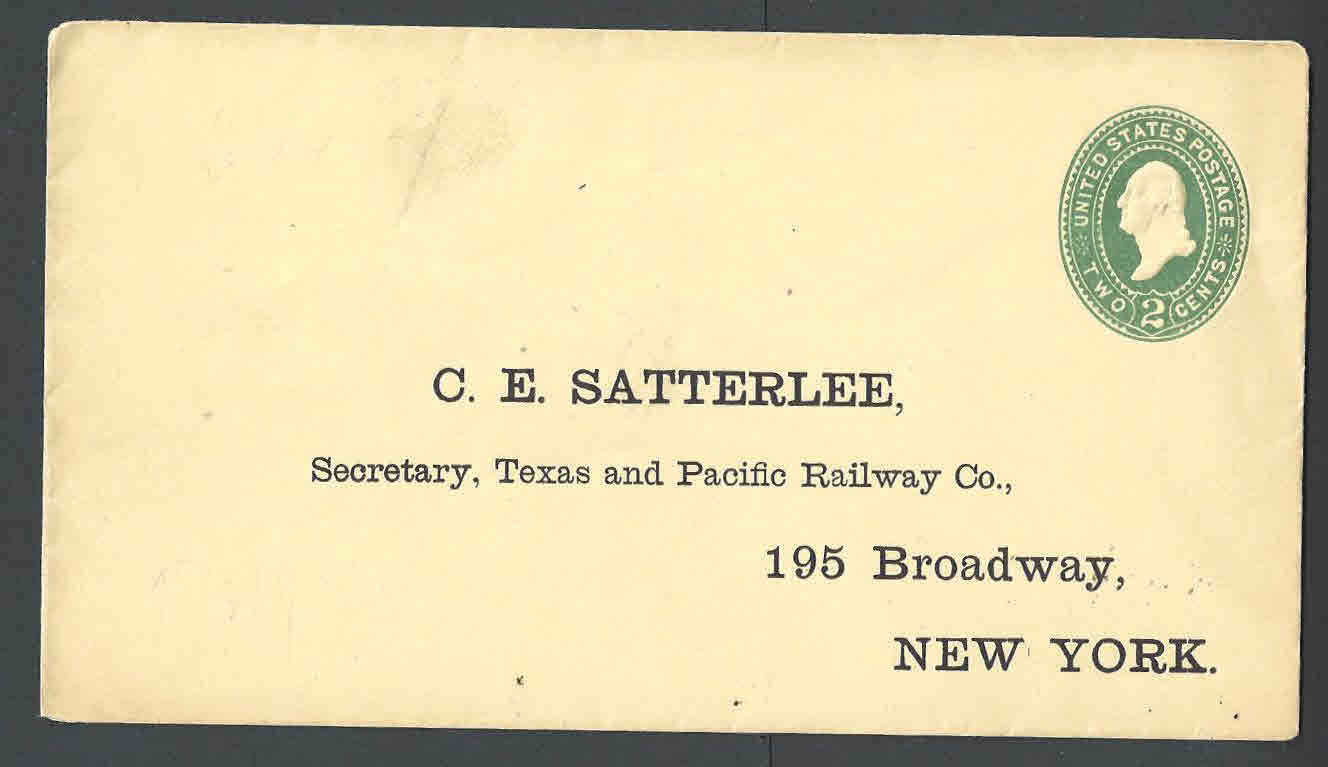 UNITED STATES POSTAGE
TWO 2 CENTS
C. E. SATTERLEE,
Secretary, Texas and Pacific Railway Co.,
195 Broadway,
NEW YORK.